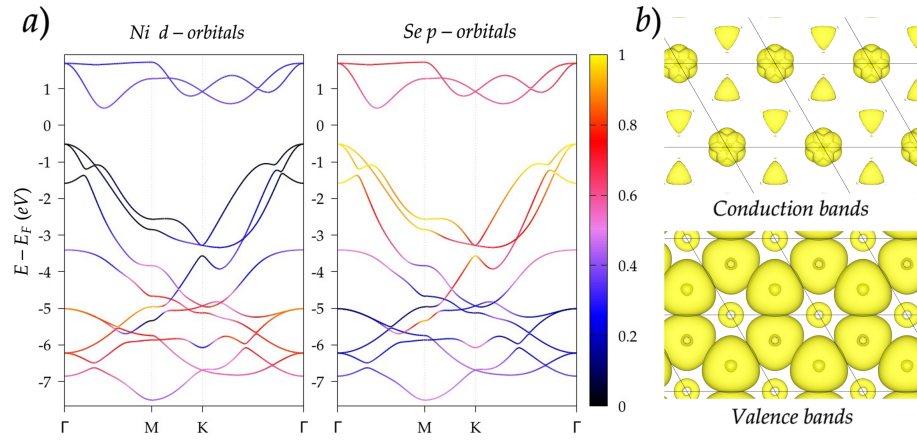 a)
Ni d−orbitals
Se p−orbitals
b)
E − E_F (eV)
1
0
-1
-2
-3
-4
-5
-6
-7
Γ M K Γ
Γ M K Γ
1
0.8
0.6
0.4
0.2
0
Conduction bands
Valence bands